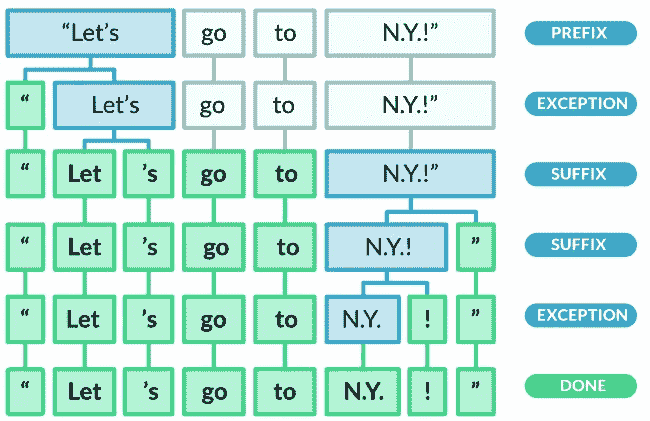 “Let’s go to N.Y.!” PREFIX
“ Let’s go to N.Y.!” EXCEPTION
“ Let ’s go to N.Y.!” SUFFIX
“ Let ’s go to N.Y.! ” SUFFIX
“ Let ’s go to N.Y. ! ” EXCEPTION
“ Let ’s go to N.Y. ! ” DONE